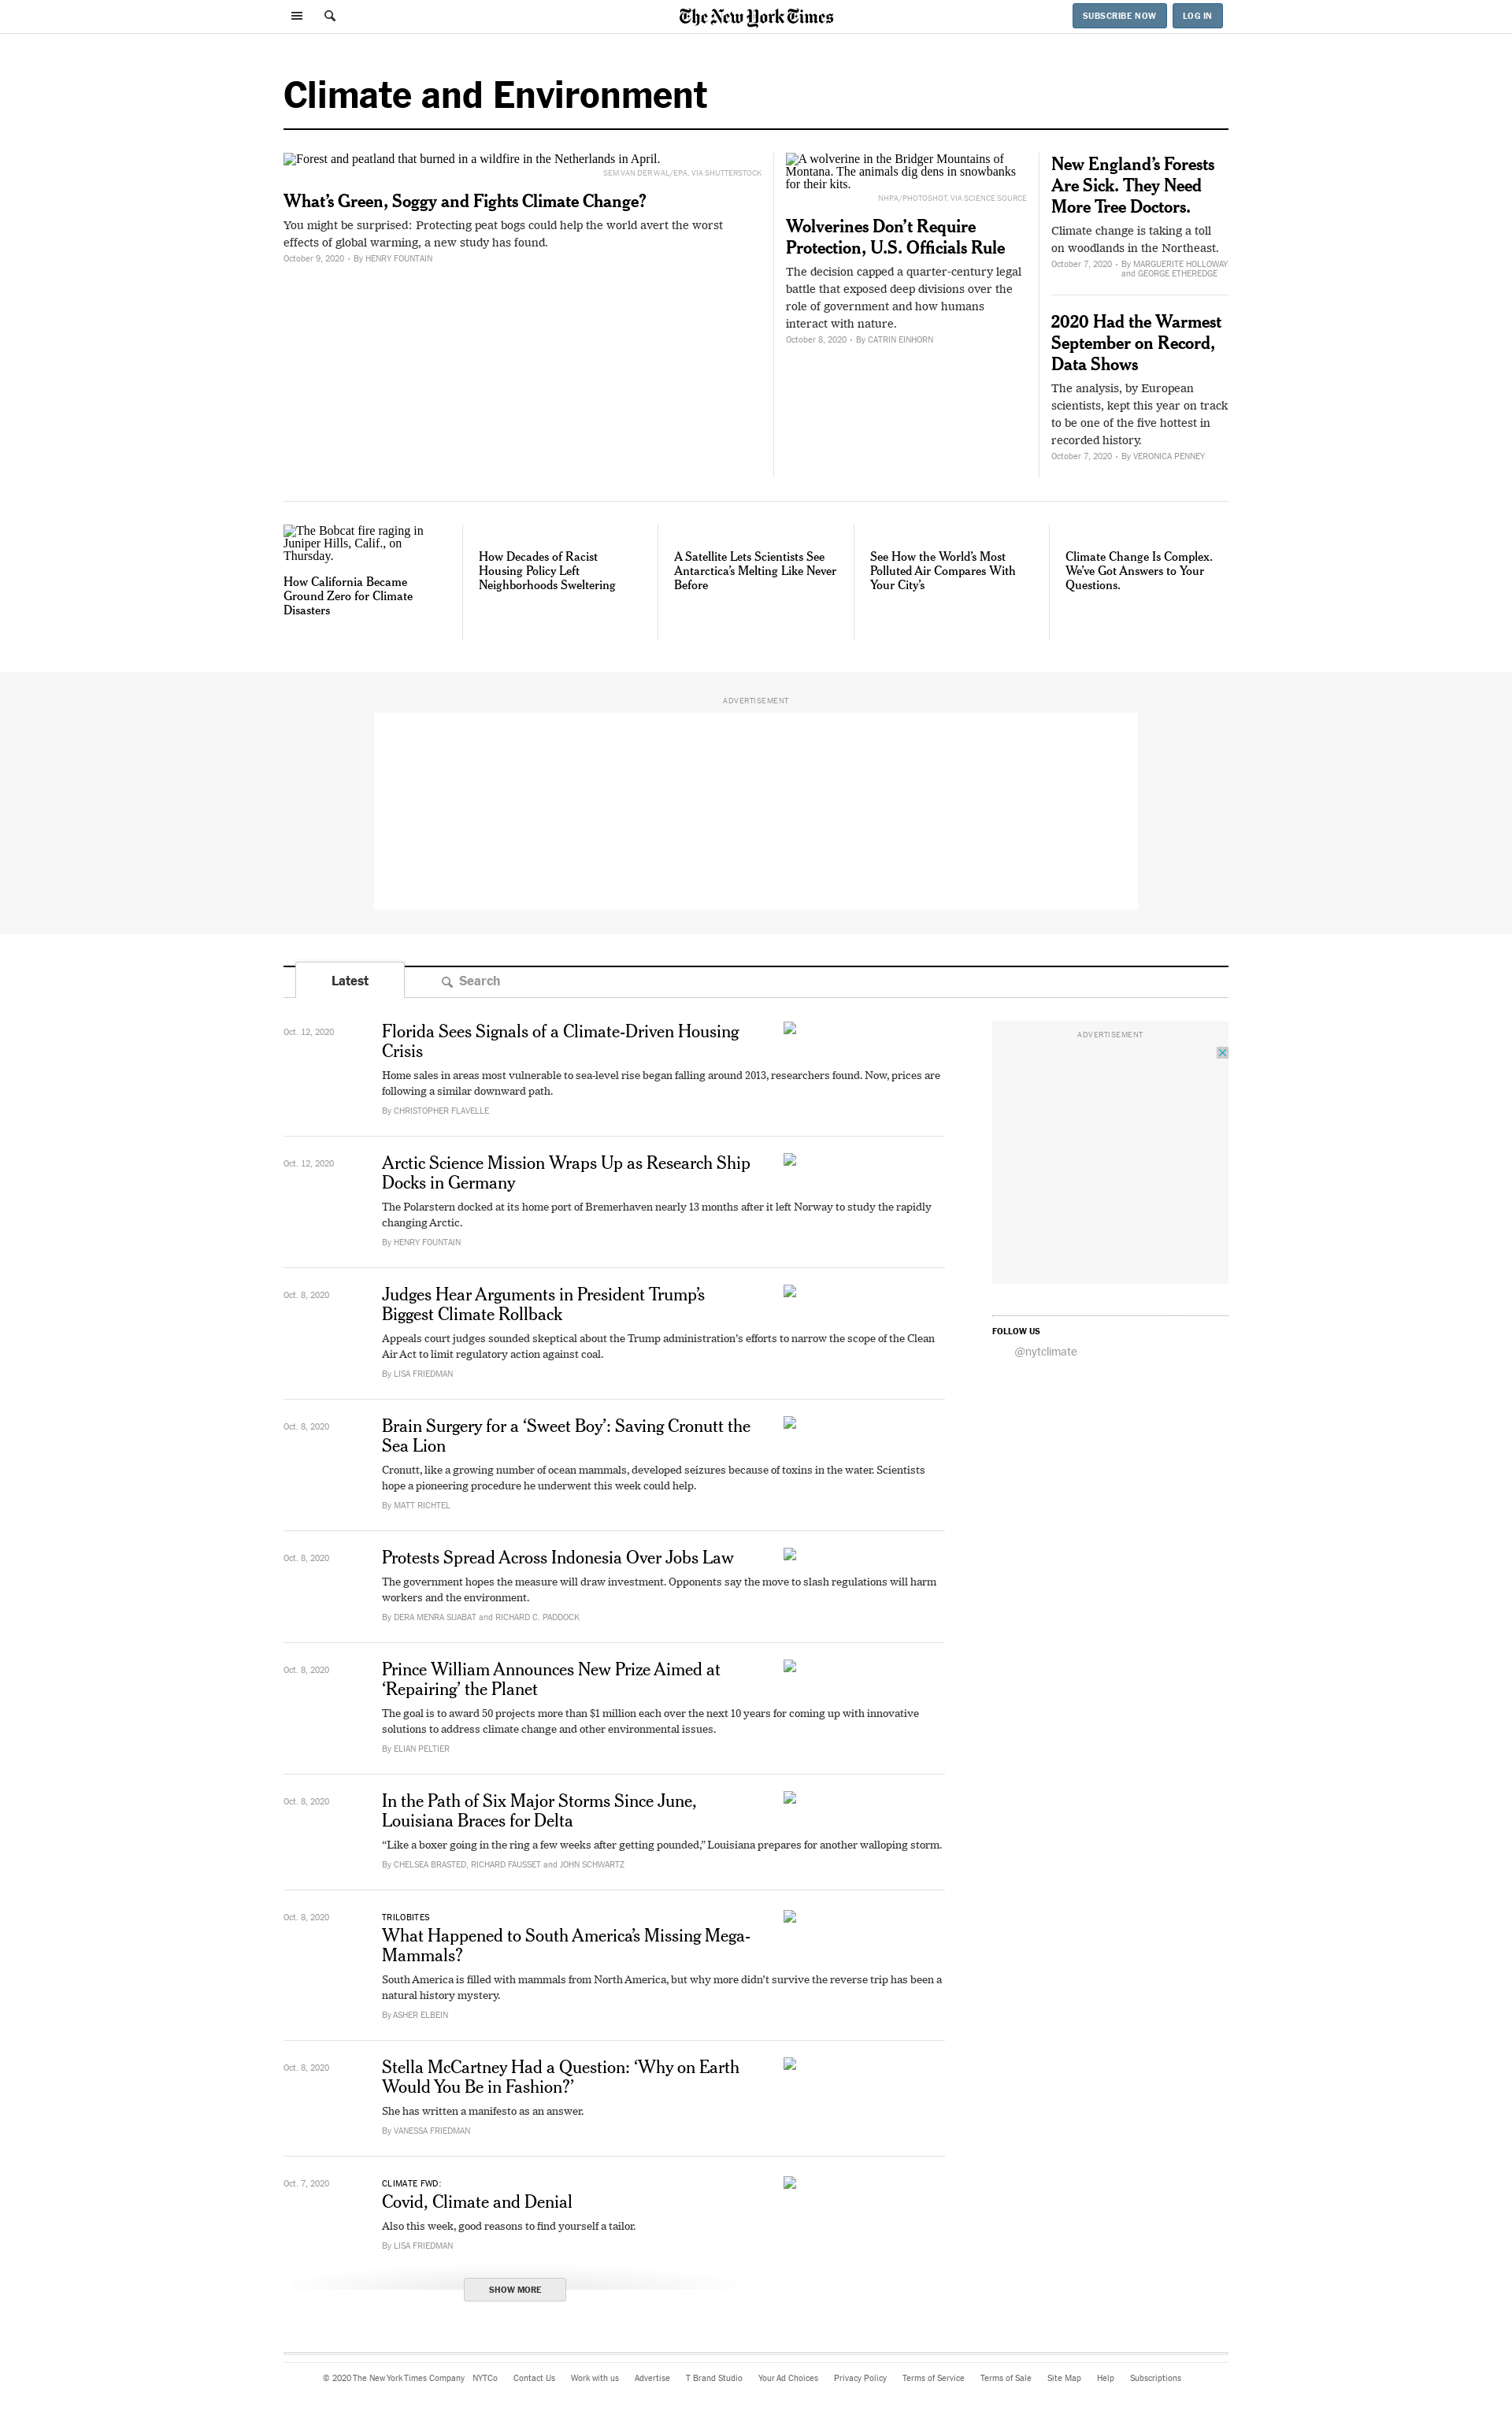 The New York Times
SUBSCRIBE NOW
LOG IN
Climate and Environment
Forest and peatland that burned in a wildfire in the Netherlands in April.
SEM VAN DER WAL/EPA, VIA SHUTTERSTOCK
What’s Green, Soggy and Fights Climate Change?
You might be surprised: Protecting peat bogs could help the world avert the worst
effects of global warming, a new study has found.
October 9, 2020 • By HENRY FOUNTAIN
A wolverine in the Bridger Mountains of
Montana. The animals dig dens in snowbanks
for their kits.
NHPA/PHOTOSHOT, VIA SCIENCE SOURCE
Wolverines Don’t Require
Protection, U.S. Officials Rule
The decision capped a quarter-century legal
battle that exposed deep divisions over the
role of government and how humans
interact with nature.
October 8, 2020 • By CATRIN EINHORN
New England’s Forests
Are Sick. They Need
More Tree Doctors.
Climate change is taking a toll
on woodlands in the Northeast.
October 7, 2020 • By MARGUERITE HOLLOWAY
and GEORGE ETHEREDGE
2020 Had the Warmest
September on Record,
Data Shows
The analysis, by European
scientists, kept this year on track
to be one of the five hottest in
recorded history.
October 7, 2020 • By VERONICA PENNEY
The Bobcat fire raging in
Juniper Hills, Calif., on
Thursday.
How California Became
Ground Zero for Climate
Disasters
How Decades of Racist
Housing Policy Left
Neighborhoods Sweltering
A Satellite Lets Scientists See
Antarctica’s Melting Like Never
Before
See How the World’s Most
Polluted Air Compares With
Your City’s
Climate Change Is Complex.
We’ve Got Answers to Your
Questions.
ADVERTISEMENT
Latest
Search
Oct. 12, 2020
Florida Sees Signals of a Climate-Driven Housing
Crisis
Home sales in areas most vulnerable to sea-level rise began falling around 2013, researchers found. Now, prices are
following a similar downward path.
By CHRISTOPHER FLAVELLE
ADVERTISEMENT
Oct. 12, 2020
Arctic Science Mission Wraps Up as Research Ship
Docks in Germany
The Polarstern docked at its home port of Bremerhaven nearly 13 months after it left Norway to study the rapidly
changing Arctic.
By HENRY FOUNTAIN
Oct. 8, 2020
Judges Hear Arguments in President Trump’s
Biggest Climate Rollback
Appeals court judges sounded skeptical about the Trump administration's efforts to narrow the scope of the Clean
Air Act to limit regulatory action against coal.
By LISA FRIEDMAN
FOLLOW US
@nytclimate
Oct. 8, 2020
Brain Surgery for a ‘Sweet Boy’: Saving Cronutt the
Sea Lion
Cronutt, like a growing number of ocean mammals, developed seizures because of toxins in the water. Scientists
hope a pioneering procedure he underwent this week could help.
By MATT RICHTEL
Oct. 8, 2020
Protests Spread Across Indonesia Over Jobs Law
The government hopes the measure will draw investment. Opponents say the move to slash regulations will harm
workers and the environment.
By DERA MENRA SIJABAT and RICHARD C. PADDOCK
Oct. 8, 2020
Prince William Announces New Prize Aimed at
‘Repairing’ the Planet
The goal is to award 50 projects more than $1 million each over the next 10 years for coming up with innovative
solutions to address climate change and other environmental issues.
By ELIAN PELTIER
Oct. 8, 2020
In the Path of Six Major Storms Since June,
Louisiana Braces for Delta
“Like a boxer going in the ring a few weeks after getting pounded,” Louisiana prepares for another walloping storm.
By CHELSEA BRASTED, RICHARD FAUSSET and JOHN SCHWARTZ
Oct. 8, 2020
TRILOBITES
What Happened to South America’s Missing Mega-
Mammals?
South America is filled with mammals from North America, but why more didn't survive the reverse trip has been a
natural history mystery.
By ASHER ELBEIN
Oct. 8, 2020
Stella McCartney Had a Question: ‘Why on Earth
Would You Be in Fashion?’
She has written a manifesto as an answer.
By VANESSA FRIEDMAN
Oct. 7, 2020
CLIMATE FWD:
Covid, Climate and Denial
Also this week, good reasons to find yourself a tailor.
By LISA FRIEDMAN
SHOW MORE
© 2020 The New York Times Company NYTCo Contact Us Work with us Advertise T Brand Studio Your Ad Choices Privacy Policy Terms of Service Terms of Sale Site Map Help Subscriptions